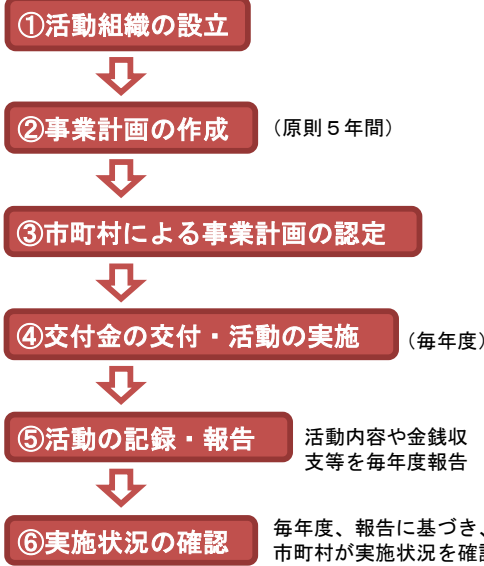 ①活動組織の設立
②事業計画の作成
（原則５年間）
③市町村による事業計画の認定
④交付金の交付・活動の実施
（毎年度）
⑤活動の記録・報告
活動内容や金銭収
支等を毎年度報告
⑥実施状況の確認
毎年度、報告に基づき、
市町村が実施状況を確認